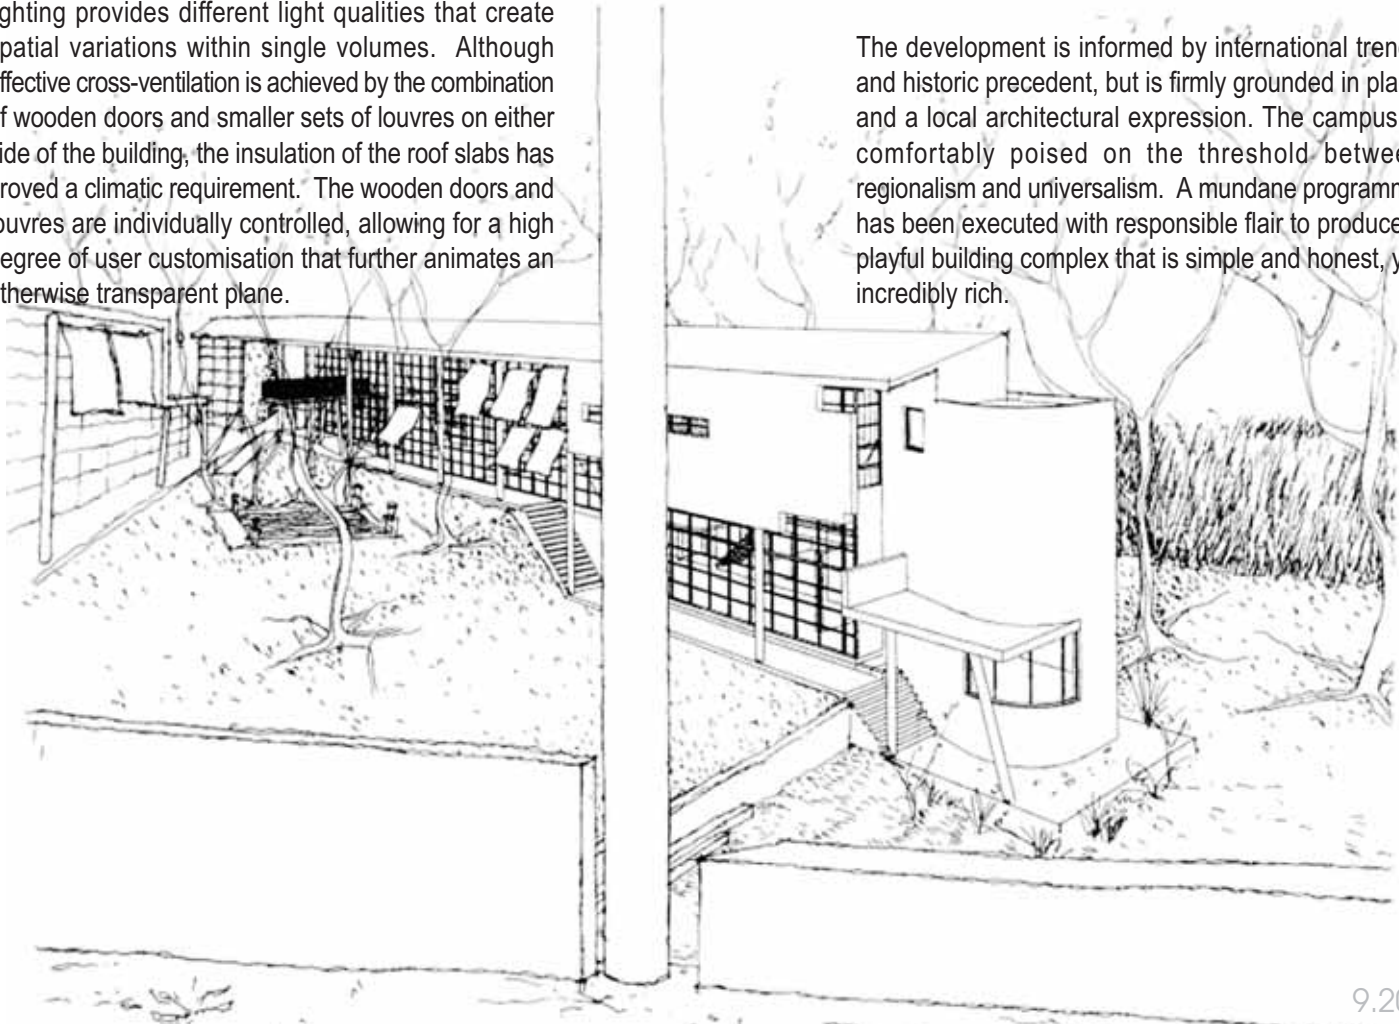 ghting provides different light qualities that create
patial variations within single volumes.  Although
ffective cross-ventilation is achieved by the combination
f wooden doors and smaller sets of louvres on either
ide of the building, the insulation of the roof slabs has
roved a climatic requirement.  The wooden doors and
ouvres are individually controlled, allowing for a high
egree of user customisation that further animates an
therwise transparent plane.
The development is informed by international tren
and historic precedent, but is firmly grounded in pla
and a local architectural expression. The campus
comfortably poised on the threshold betwee
regionalism and universialism.  A mundane programm
has been executed with responsible flair to produce
playful building complex that is simple and honest, y
incredibly rich.
9.20